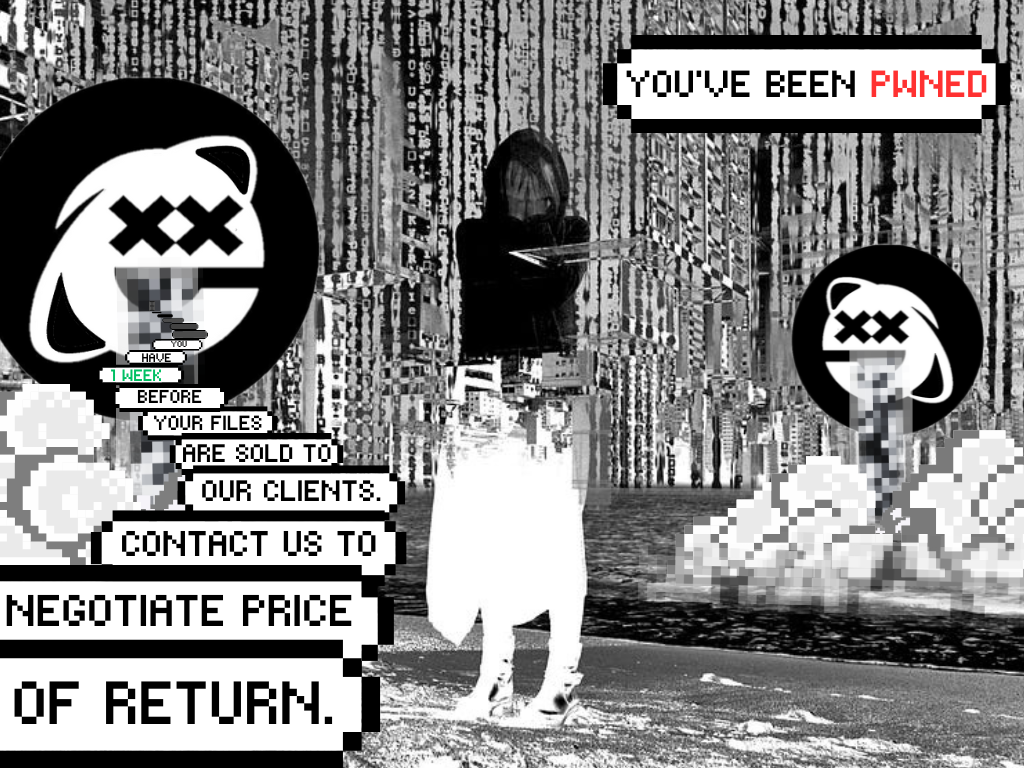 YOU'VE BEEN PWNED
YOU
HAVE
1 WEEK
BEFORE
YOUR FILES
ARE SOLD TO
OUR CLIENTS.
CONTACT US TO
NEGOTIATE PRICE
OF RETURN.